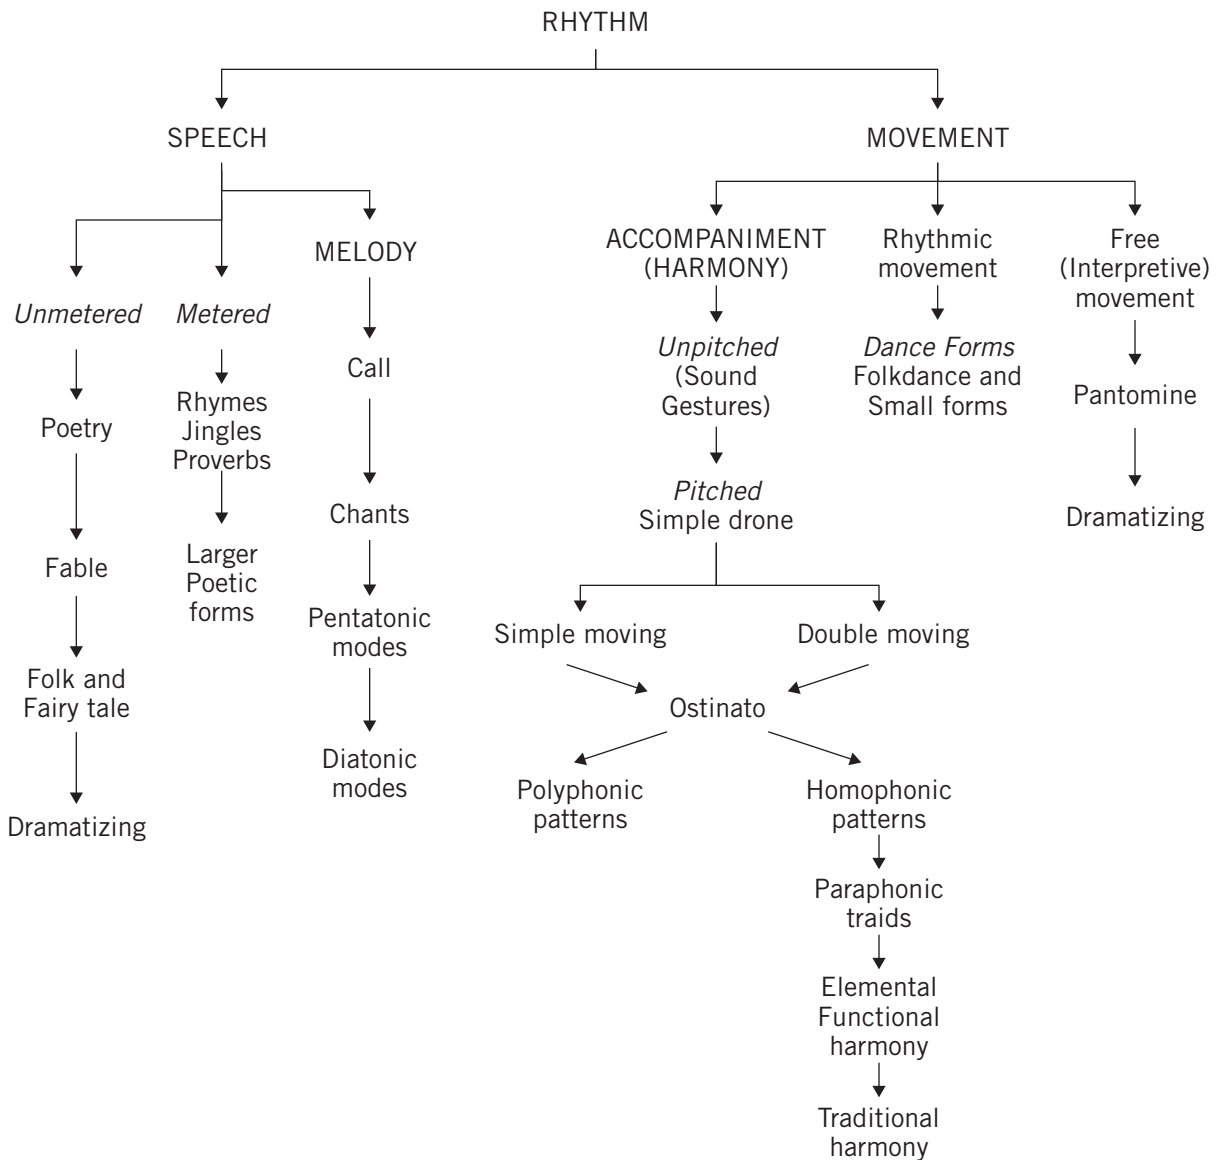 RHYTHM
SPEECH
MOVEMENT
Unmetered
Poetry
Fable
Folk and
Fairy tale
Dramatizing
Metered
Rhymes
Jingles
Proverbs
Larger
Poetic
forms
MELODY
Call
Chants
Pentatonic
modes
Diatonic
modes
ACCOMPANIMENT
(HARMONY)
Unpitched
(Sound
Gestures)
Pitched
Simple drone
Simple moving
Double moving
Ostinato
Polyphonic
patterns
Homophonic
patterns
Paraphonic
traids
Elemental
Functional
harmony
Traditional
harmony
Rhythmic
movement
Dance Forms
Folkdance and
Small forms
Free
(Interpretive)
movement
Pantomine
Dramatizing